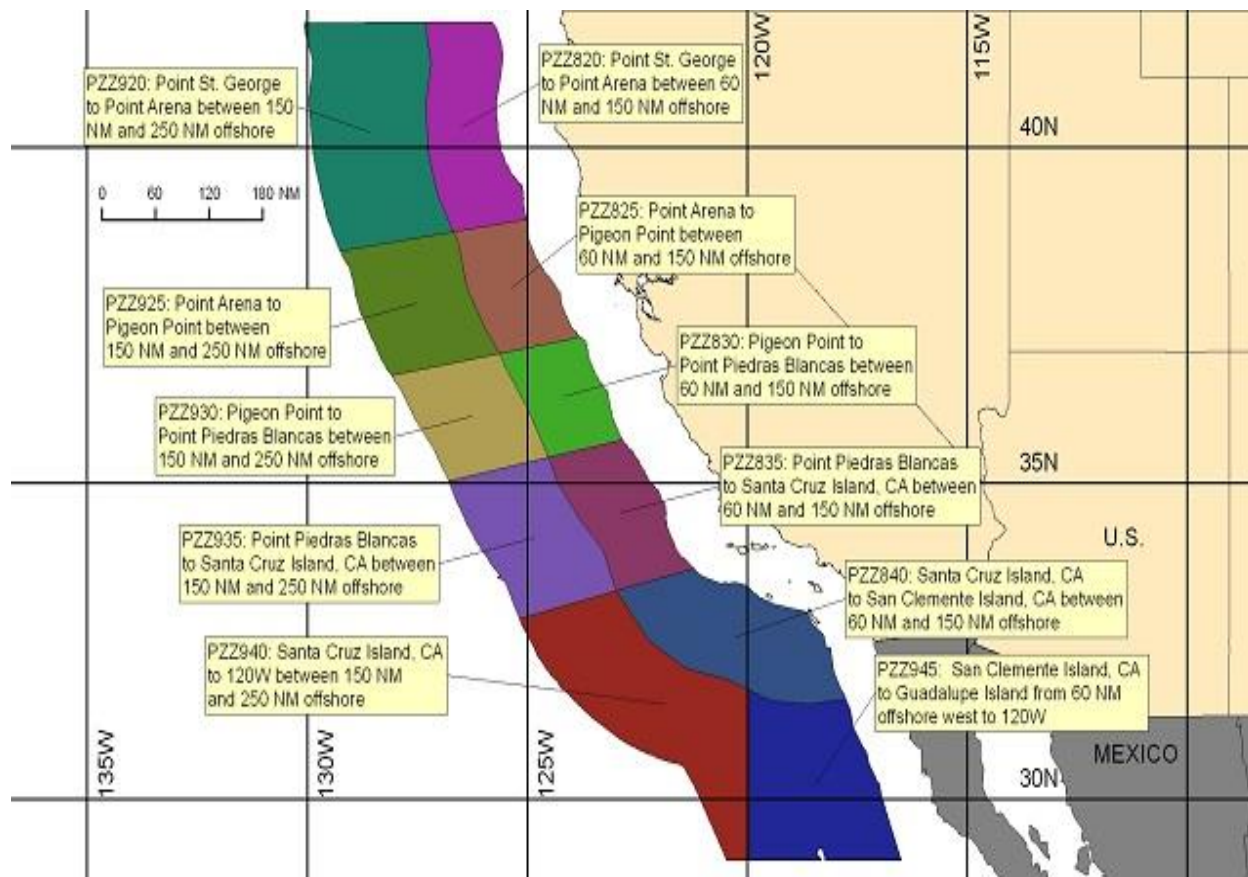 120W
115W
PZZ920: Point St. George
to Point Arena between 150
NM and 250 NM offshore
PZZ820: Point St. George
to Point Arena between 60
NM and 150 NM offshore
40N
0 60 120 180 NM
PZZ825: Point Arena to
Pigeon Point between
60 NM and 150 NM offshore
PZZ925: Point Arena to
Pigeon Point between
150 NM and 250 NM offshore
PZZ830: Pigeon Point to
Point Piedras Blancas between
60 NM and 150 NM offshore
PZZ930: Pigeon Point to
Point Piedras Blancas between
150 NM and 250 NM offshore
35N
PZZ835: Point Piedras Blancas
to Santa Cruz Island, CA between
60 NM and 150 NM offshore
U.S.
PZZ935: Point Piedras Blancas
to Santa Cruz Island, CA between
150 NM and 250 NM offshore
PZZ840: Santa Cruz Island, CA
to San Clemente Island, CA between
60 NM and 150 NM offshore
PZZ940: Santa Cruz Island, CA
to 120W between 150 NM
and 250 NM offshore
PZZ945: San Clemente Island, CA
to Guadalupe Island from 60 NM
offshore west to 120W
135W
130W
125W
MEXICO
30N